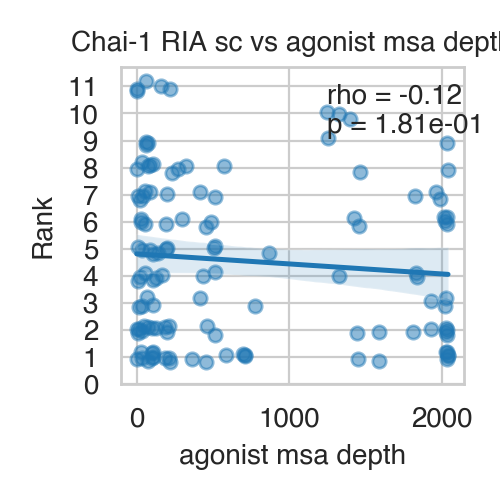 Chai-1 RIA sc vs agonist msa dept
rho = -0.12
p = 1.81e-01
Rank
11
10
9
8
7
6
5
4
3
2
1
0
0 1000 2000
agonist msa depth